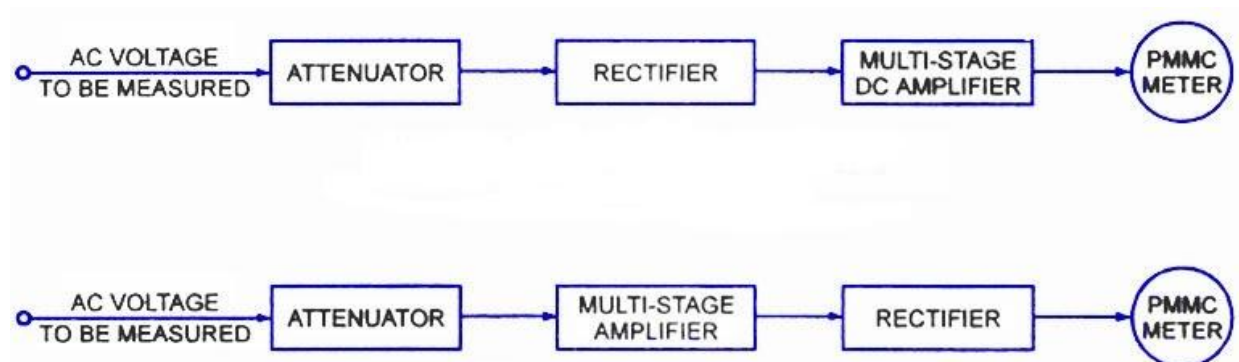 AC VOLTAGE
TO BE MEASURED
ATTENUATOR
RECTIFIER
MULTI-STAGE
DC AMPLIFIER
PMMC
METER
AC VOLTAGE
TO BE MEASURED
ATTENUATOR
MULTI-STAGE
AMPLIFIER
RECTIFIER
PMMC
METER